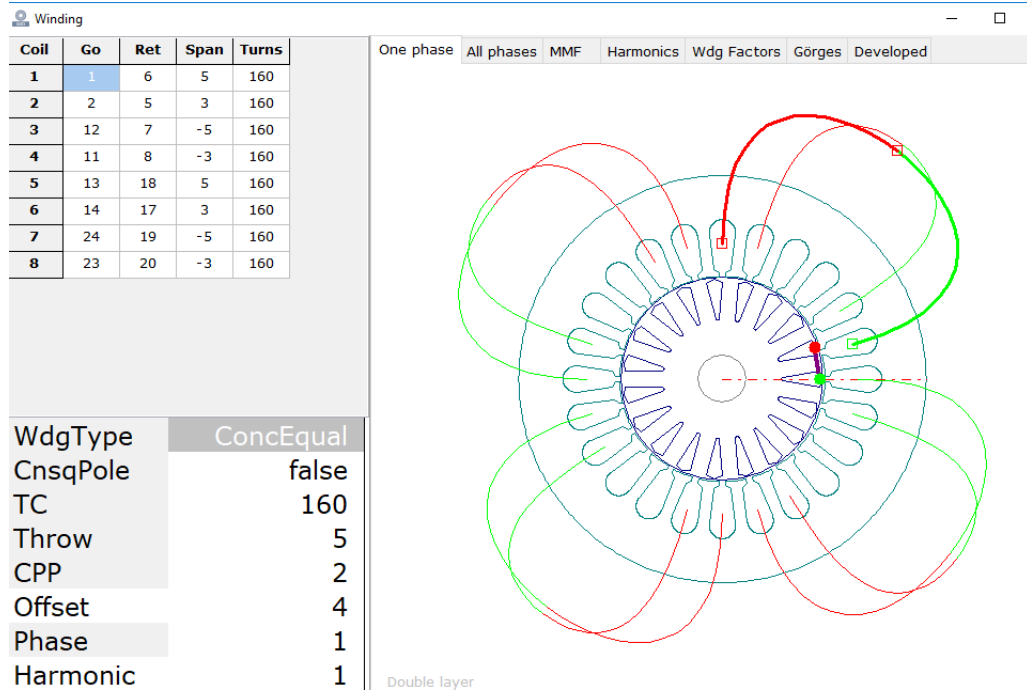 Winding
Coil Go Ret Span Turns
1 1 6 5 160
2 2 5 3 160
3 12 7 -5 160
4 11 8 -3 160
5 13 18 5 160
6 14 17 3 160
7 24 19 -5 160
8 23 20 -3 160
WdgType ConcEqual
CnsqPole false
TC 160
Throw 5
CPP 2
Offset 4
Phase 1
Harmonic 1
One phase All phases MMF Harmonics Wdg Factors Görges Developed
Double layer